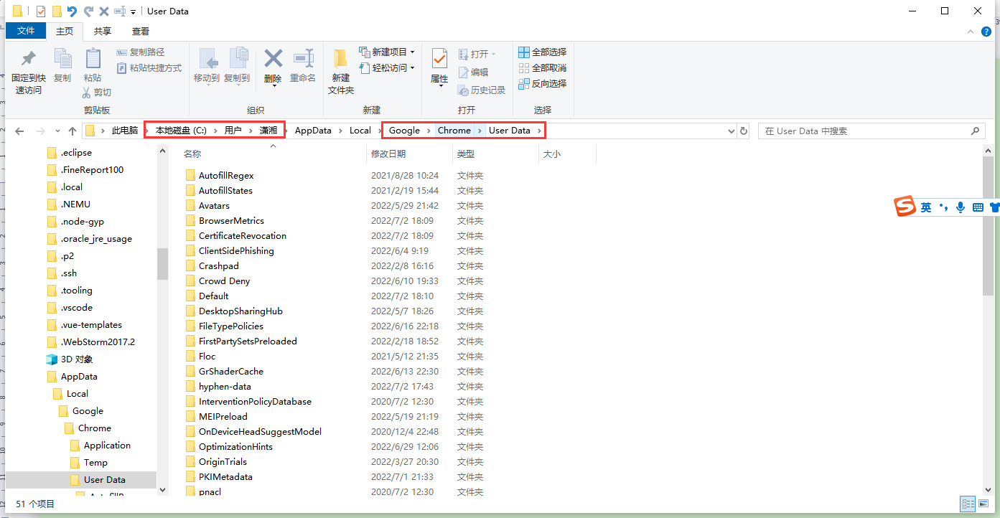 User Data
文件 主页 共享 查看
固定到快速访问
复制
粘贴
复制路径
粘贴快捷方式
剪切
剪贴板
移动到
复制到
删除
重命名
组织
新建文件夹
新建项目
轻松访问
新建
属性
打开
编辑
历史记录
打开
全部选择
全部取消
反向选择
选择
此电脑 本地磁盘 (C:) 用户 潇湘 AppData Local Google Chrome User Data
在 User Data 中搜索
.eclipse
.FineReport100
.local
.NEMU
.node-gyp
.oracle_jre_usage
.p2
.ssh
.tooling
.vscode
.vue-templates
.WebStorm2017.2
3D 对象
AppData
Local
Google
Chrome
Application
Temp
User Data
名称 修改日期 类型 大小
AutofillRegex 2021/8/28 10:24 文件夹
AutofillStates 2021/2/19 15:44 文件夹
Avatars 2022/5/29 21:42 文件夹
BrowserMetrics 2022/7/2 18:09 文件夹
CertificateRevocation 2022/7/2 18:09 文件夹
ClientSidePhishing 2022/6/4 9:19 文件夹
Crashpad 2022/2/8 16:16 文件夹
Crowd Deny 2022/6/10 19:33 文件夹
Default 2022/7/2 18:10 文件夹
DesktopSharingHub 2022/5/7 18:26 文件夹
FileTypePolicies 2022/6/16 22:18 文件夹
FirstPartySetsPreloaded 2022/2/18 18:52 文件夹
Floc 2021/5/12 21:35 文件夹
GrShaderCache 2022/6/13 22:30 文件夹
hyphen-data 2022/7/2 17:43 文件夹
InterventionPolicyDatabase 2020/7/2 12:30 文件夹
MEIPreload 2022/5/19 21:19 文件夹
OnDeviceHeadSuggestModel 2020/12/4 22:48 文件夹
OptimizationHints 2022/6/29 12:06 文件夹
OriginTrials 2022/3/27 20:30 文件夹
PKIMetadata 2022/7/1 21:33 文件夹
pnacl 2020/7/2 12:30 文件夹
英
51 个项目